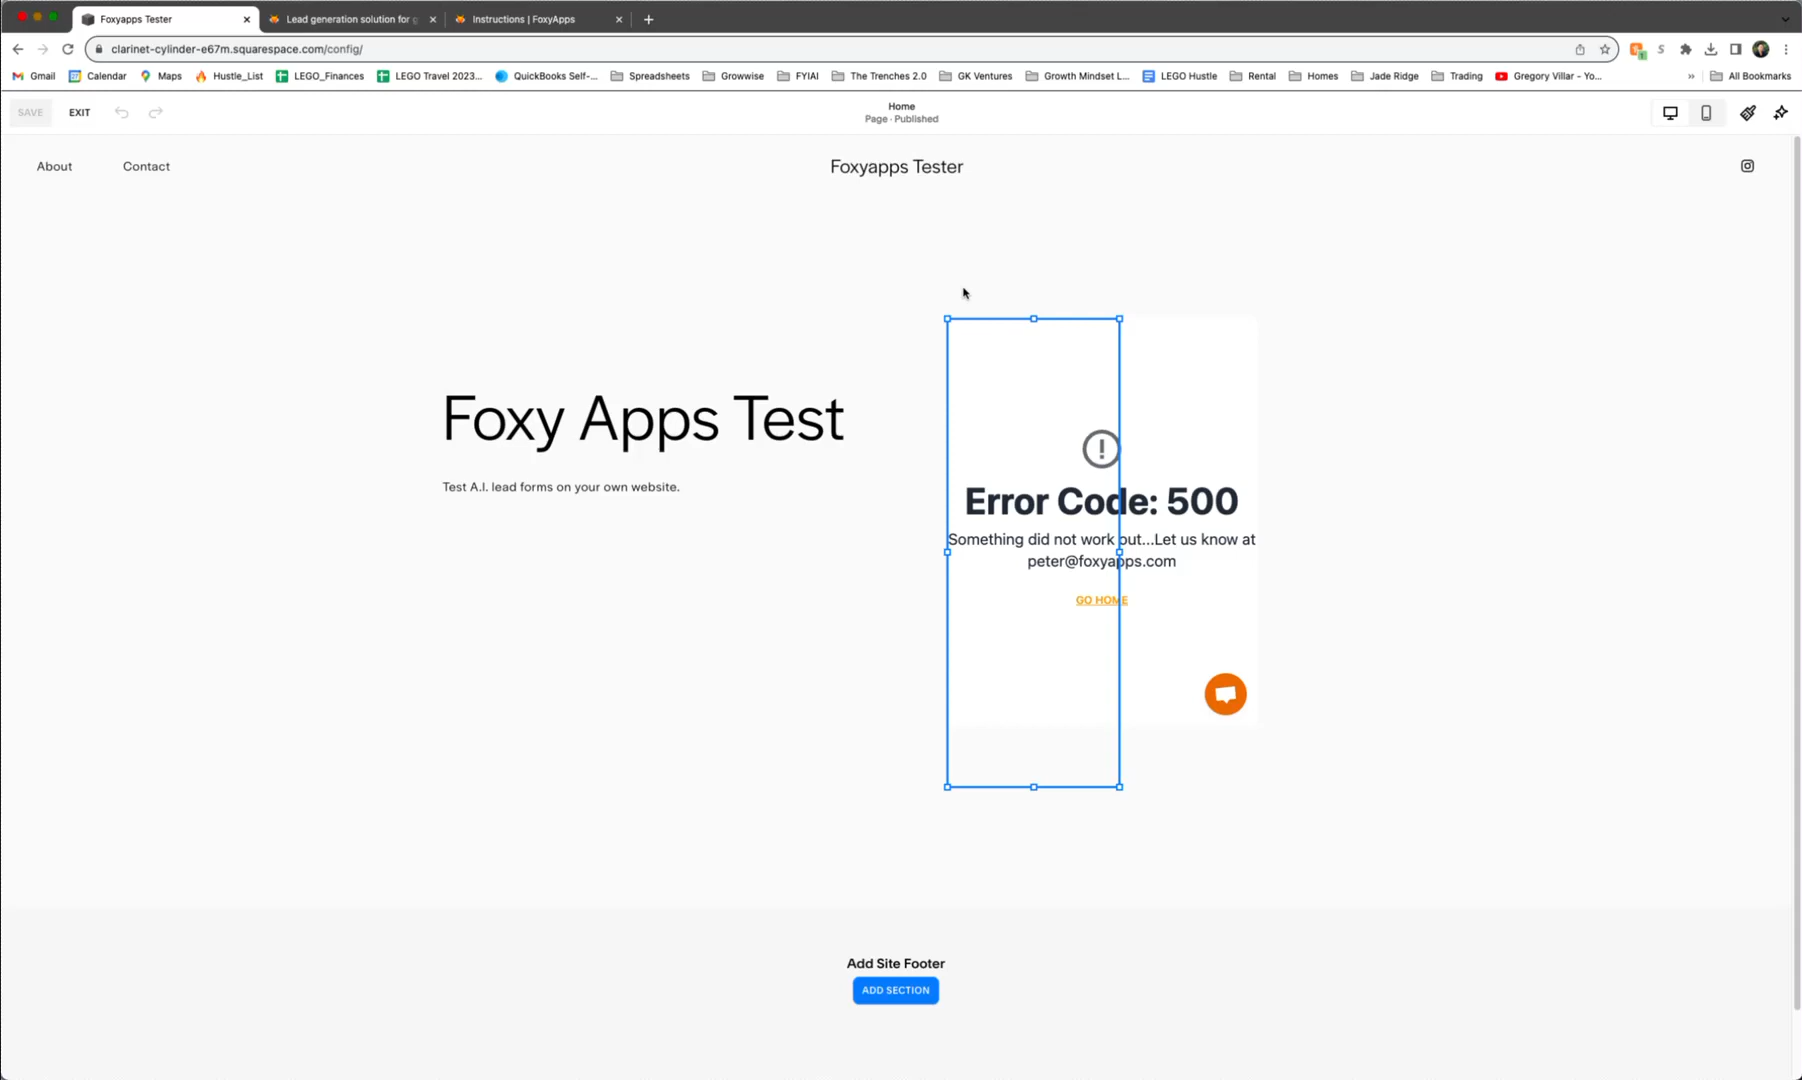 Foxyapps Tester
Lead generation solution for
Instructions | FoxyApps
clarinet-cylinder-e67m.squarespace.com/config/
Gmail
Calendar
Maps
Hustle_List
LEGO_Finances
LEGO Travel 2023...
QuickBooks Self-...
Spreadsheets
Growwise
FYIAI
The Trenches 2.0
GK Ventures
Growth Mindset L...
LEGO Hustle
Rental
Homes
Jade Ridge
Trading
Gregory Villar - Yo...
»
All Bookmarks
SAVE
EXIT
Home
Page · Published
About
Contact
Foxyapps Tester
Foxy Apps Test
Test A.I. lead forms on your own website.
Error Code: 500
Something did not work out...Let us know at
peter@foxyapps.com
GO HOME
Add Site Footer
ADD SECTION